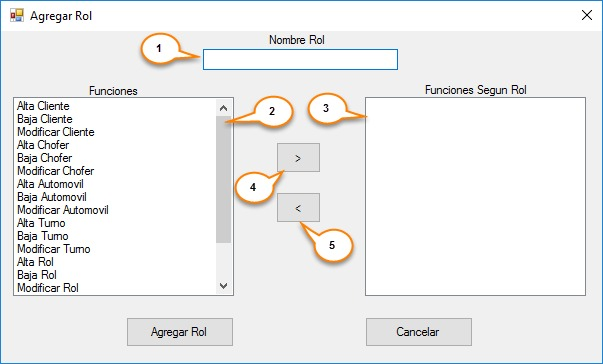 Agregar Rol
Nombre Rol
1
Funciones
Funciones Segun Rol
Alta Cliente
Baja Cliente
Modificar Cliente
Alta Chofer
Baja Chofer
Modificar Chofer
Alta Automovil
Baja Automovil
Modificar Automovil
Alta Turno
Baja Turno
Modificar Turno
Alta Rol
Baja Rol
Modificar Rol
2
3
>
4
<
5
Agregar Rol
Cancelar